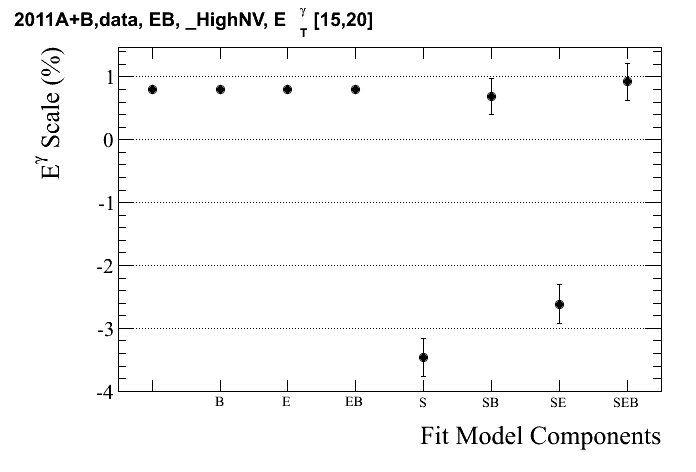 2011A+B,data, EB, _HighNV, E γ T [15,20]
Eγ Scale (%)
1
0
-1
-2
-3
-4
B E EB S SB SE SEB
Fit Model Components